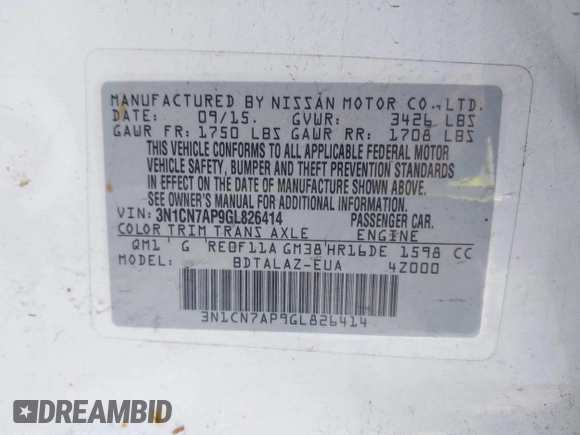 MANUFACTURED BY NISSAN MOTOR CO., LTD.
DATE: 09/15. GVWR: 3426 LBS
GAWR FR: 1750 LBS GAWR RR: 1708 LBS
THIS VEHICLE CONFORMS TO ALL APPLICABLE FEDERAL MOTOR
VEHICLE SAFETY, BUMPER AND THEFT PREVENTION STANDARDS
IN EFFECT ON THE DATE OF MANUFACTURE SHOWN ABOVE.
SEE OWNER'S MANUAL FOR ADDITIONAL INFORMATION.
VIN: 3N1CN7AP9GL826414 PASSENGER CAR.
COLOR TRIM TRANS AXLE ENGINE
QM1 G RE0F11A GM38 HR16DE 1598 CC
MODEL: BDTALAZ-EUA 4Z000
3N1CN7AP9GL826414
DREAMBID